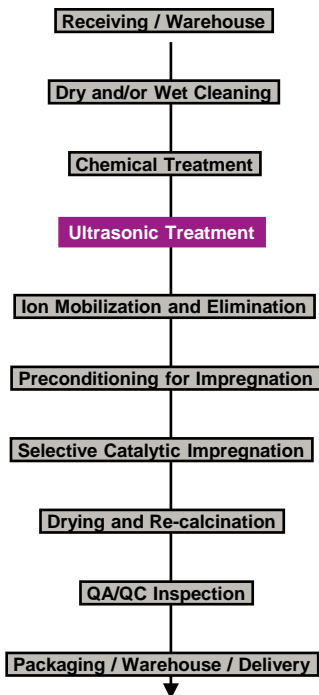 Receiving / Warehouse
Dry and/or Wet Cleaning
Chemical Treatment
Ultrasonic Treatment
Ion Mobilization and Elimination
Preconditioning for Impregnation
Selective Catalytic Impregnation
Drying and Re-calcination
QA/QC Inspection
Packaging / Warehouse / Delivery